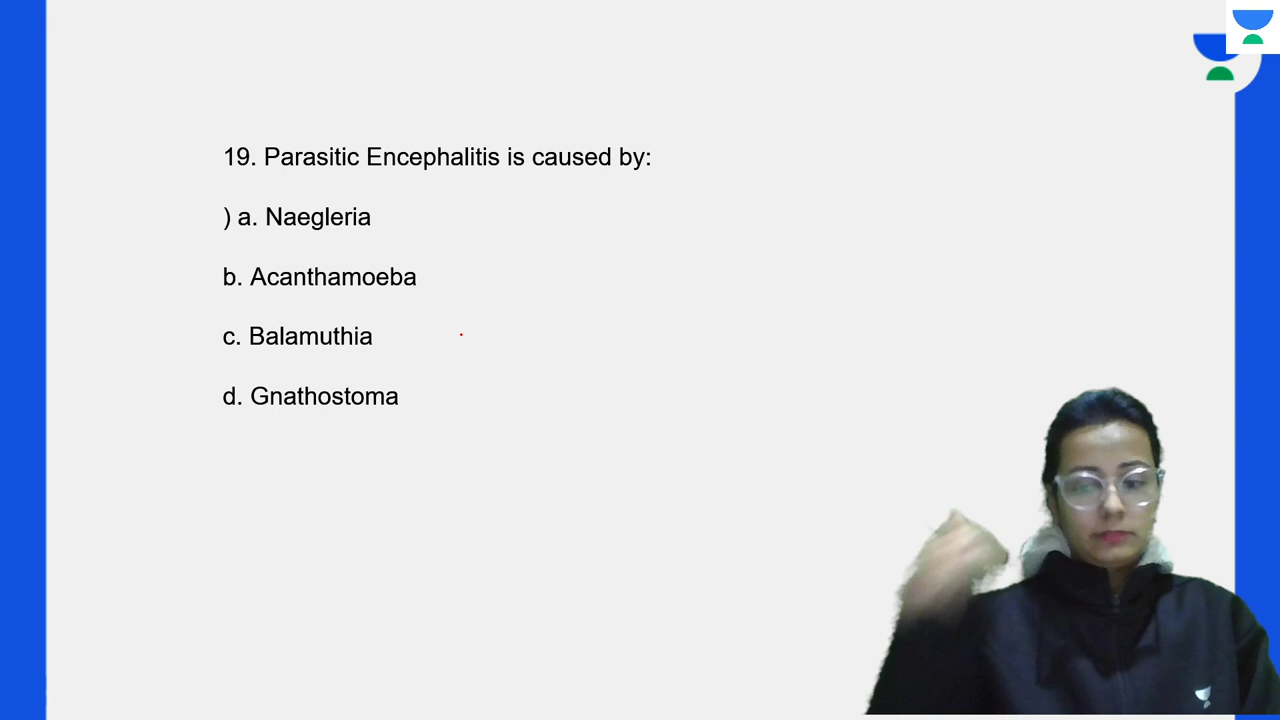 19. Parasitic Encephalitis is caused by:
) a. Naegleria
b. Acanthamoeba
c. Balamuthia
d. Gnathostoma